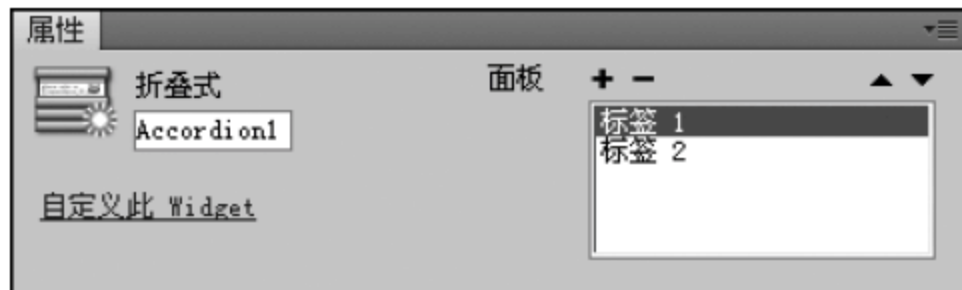 属性
折叠式
面板
Accordion1
标签 1
标签 2
自定义此 Widget